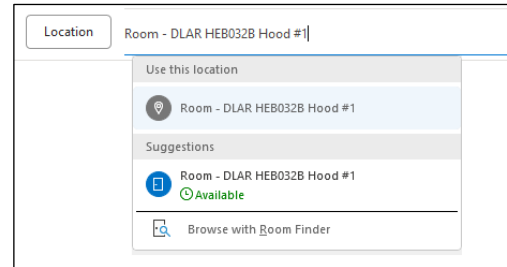 Location
Room - DLAR HEB032B Hood #1
Use this location
Room - DLAR HEB032B Hood #1
Suggestions
Room - DLAR HEB032B Hood #1
Available
Browse with Room Finder